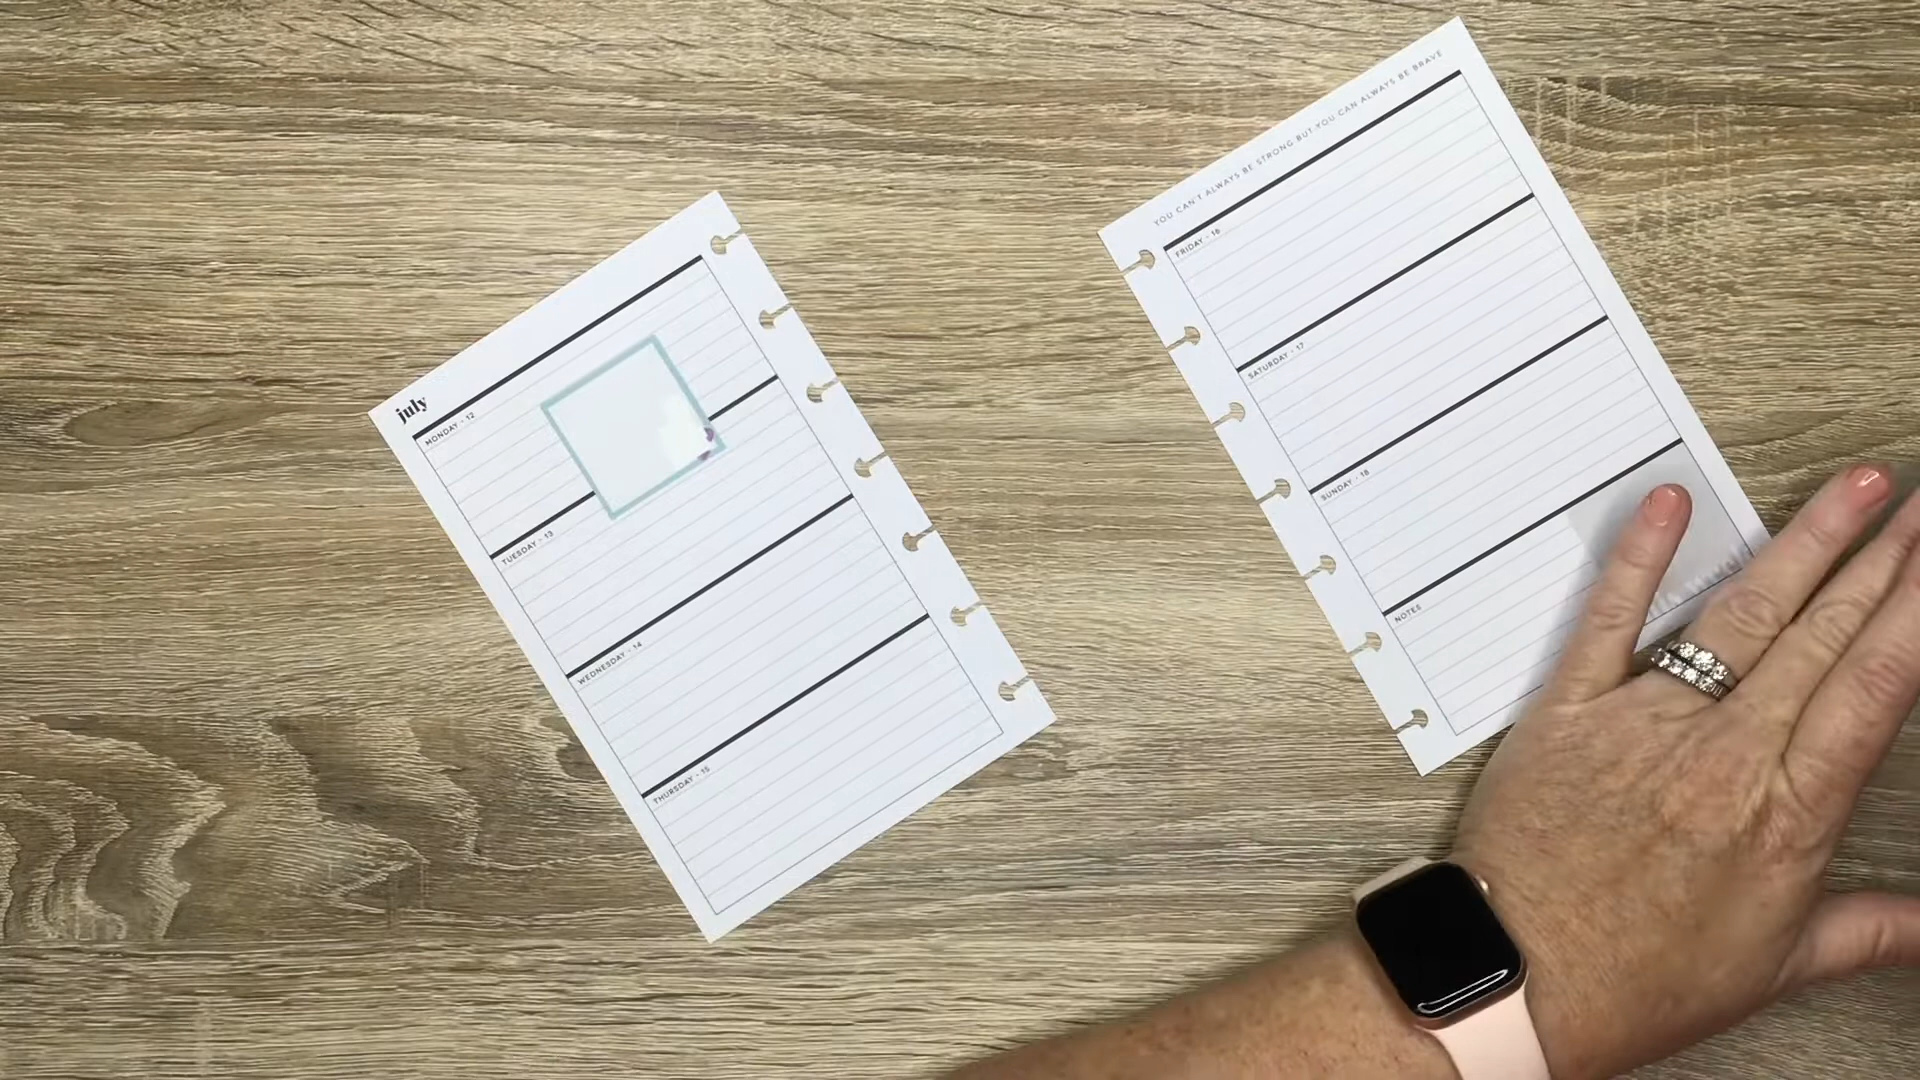 july
MONDAY • 12
TUESDAY • 13
WEDNESDAY • 14
THURSDAY • 15
YOU CAN'T ALWAYS BE STRONG BUT YOU CAN ALWAYS BE BRAVE
FRIDAY • 16
SATURDAY • 17
SUNDAY • 18
NOTES